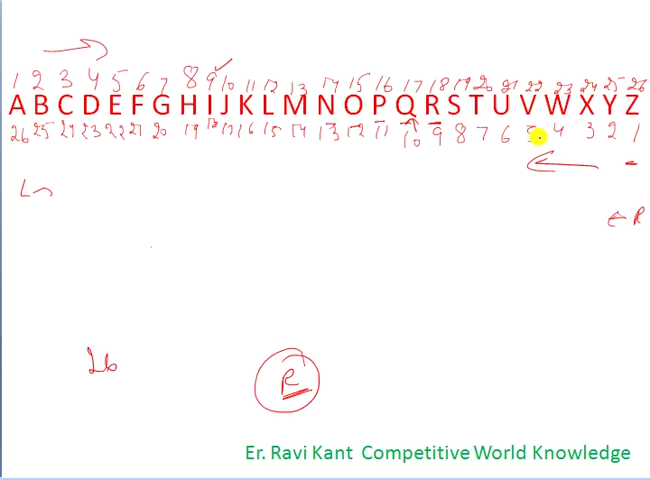 1 2 3 4 5 6 7 8 9 10 11 12 13 14 15 16 17 18 19 20 21 22 23 24 25 26
A B C D E F G H I J K L M N O P Q R S T U V W X Y Z
26 25 24 23 22 21 20 19 18 17 16 15 14 13 12 11 10 9 8 7 6 5 4 3 2 1
L
R
26
R
Er. Ravi Kant Competitive World Knowledge